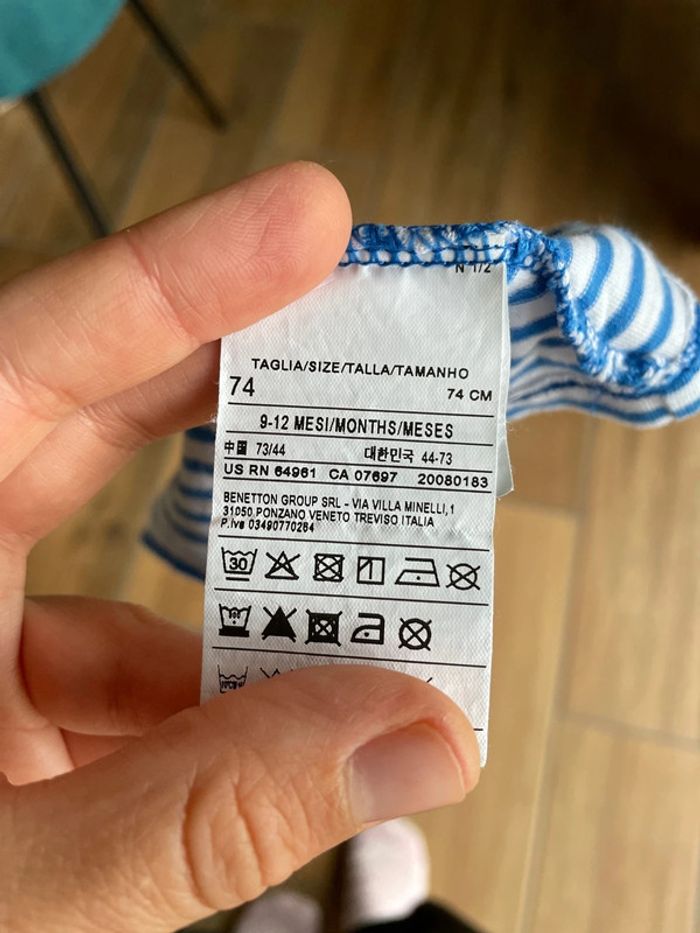 N 1/2
TAGLIA/SIZE/TALLA/TAMANHO
74 74 CM
9-12 MESI/MONTHS/MESES
中国 73/44 대한민국 44-73
US RN 64961 CA 07697 20080183
BENETTON GROUP SRL - VIA VILLA MINELLI,1
31050 PONZANO VENETO TREVISO ITALIA
P.Iva 03490770264
30